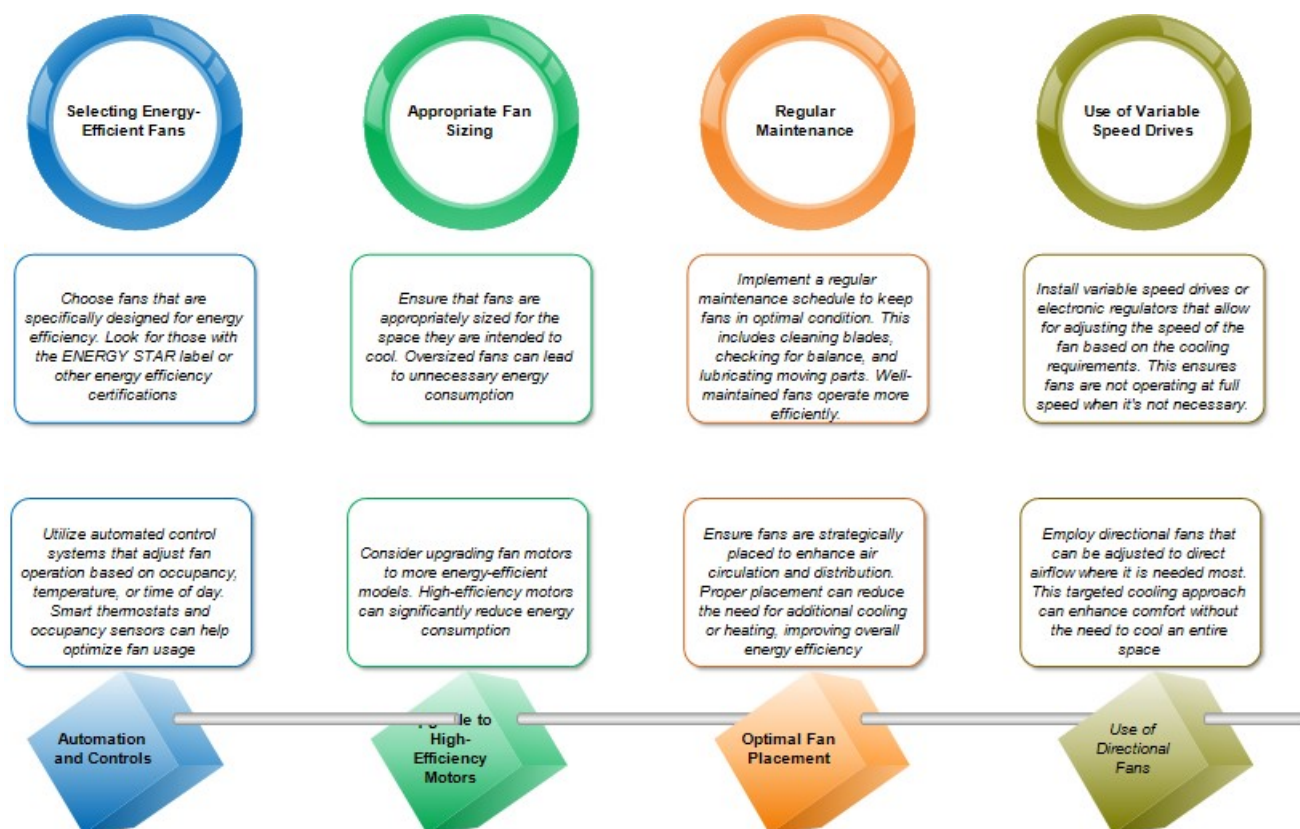 Selecting Energy-
Efficient Fans
Appropriate Fan
Sizing
Regular
Maintenance
Use of Variable
Speed Drives
Choose fans that are
specifically designed for energy
efficiency. Look for those with
the ENERGY STAR label or
other energy efficiency
certifications
Ensure that fans are
appropriately sized for the
space they are intended to
cool. Oversized fans can lead
to unnecessary energy
consumption
Implement a regular
maintenance schedule to keep
fans in optimal condition. This
includes cleaning blades,
checking for balance, and
lubricating moving parts. Well-
maintained fans operate more
efficiently.
Install variable speed drives or
electronic regulators that allow
for adjusting the speed of the
fan based on the cooling
requirements. This ensures
fans are not operating at full
speed when it's not necessary.
Utilize automated control
systems that adjust fan
operation based on occupancy,
temperature, or time of day.
Smart thermostats and
occupancy sensors can help
optimize fan usage
Consider upgrading fan motors
to more energy-efficient
models. High-efficiency motors
can significantly reduce energy
consumption
Ensure fans are strategically
placed to enhance air
circulation and distribution.
Proper placement can reduce
the need for additional cooling
or heating, improving overall
energy efficiency
Employ directional fans that
can be adjusted to direct
airflow where it is needed most.
This targeted cooling approach
can enhance comfort without
the need to cool an entire
space
Automation
and Controls
to
High-
Efficiency
Motors
Optimal Fan
Placement
Use of
Directional
Fans